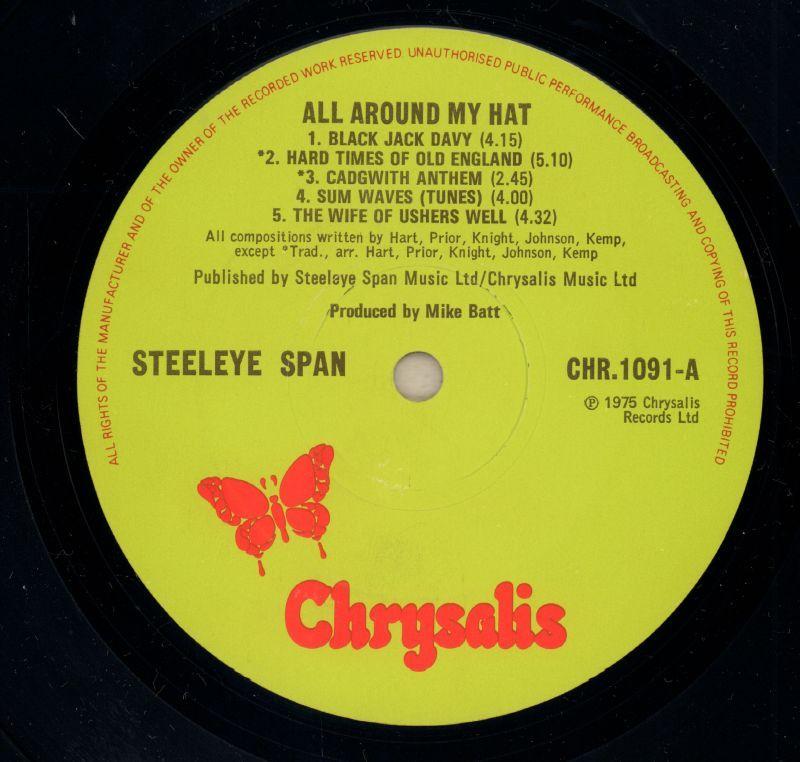 ALL RIGHTS OF THE MANUFACTURER AND OF THE OWNER OF THE RECORDED WORK RESERVED. UNAUTHORISED PUBLIC PERFORMANCE BROADCASTING AND COPYING OF THIS RECORD PROHIBITED
ALL AROUND MY HAT
1. BLACK JACK DAVY (4.15)
*2. HARD TIMES OF OLD ENGLAND (5.10)
*3. CADGWITH ANTHEM (2.45)
4. SUM WAVES (TUNES) (4.00)
5. THE WIFE OF USHERS WELL (4.32)
All compositions written by Hart, Prior, Knight, Johnson, Kemp,
except *Trad., arr. Hart, Prior, Knight, Johnson, Kemp
Published by Steeleye Span Music Ltd/Chrysalis Music Ltd
Produced by Mike Batt
STEELEYE SPAN
CHR.1091-A
℗ 1975 Chrysalis
Records Ltd
Chrysalis